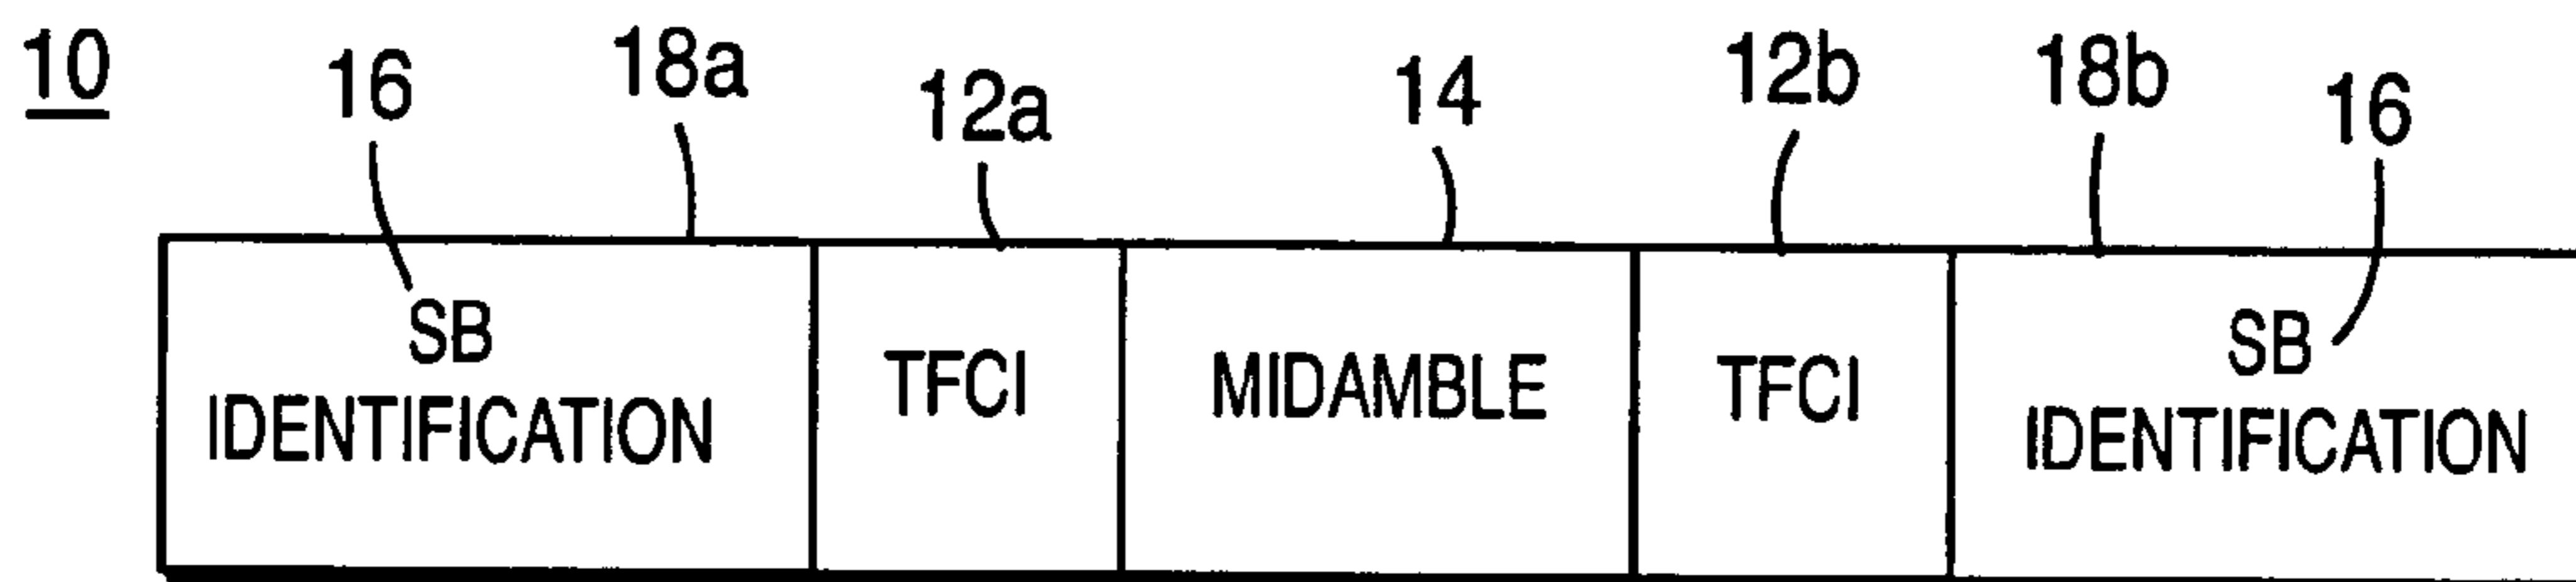 10
16 18a 12a 14 12b 18b 16
SB IDENTIFICATION TFCI MIDAMBLE TFCI SB IDENTIFICATION